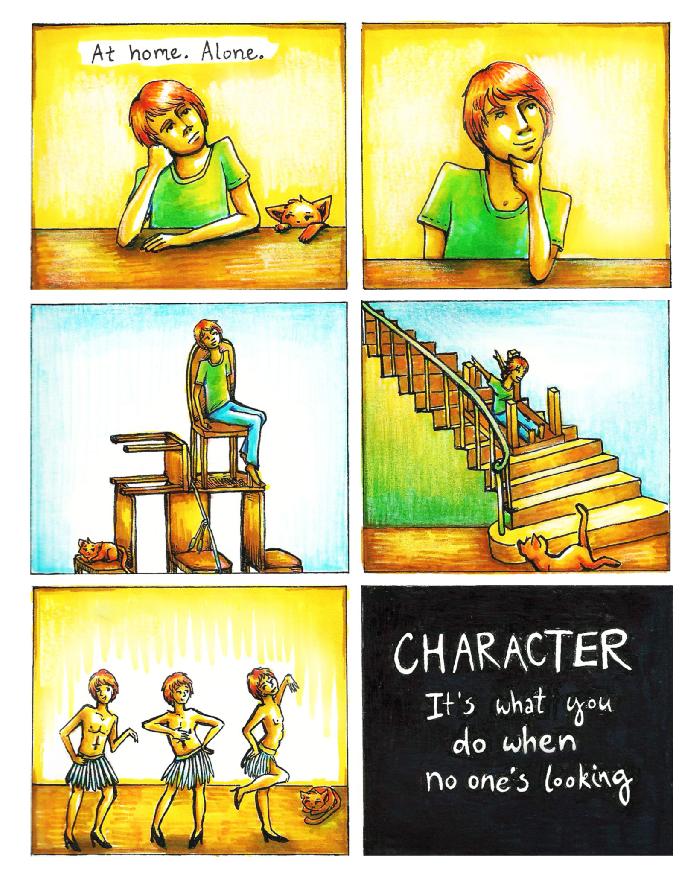 At home. Alone.
CHARACTER
It's what you
do when
no one's looking